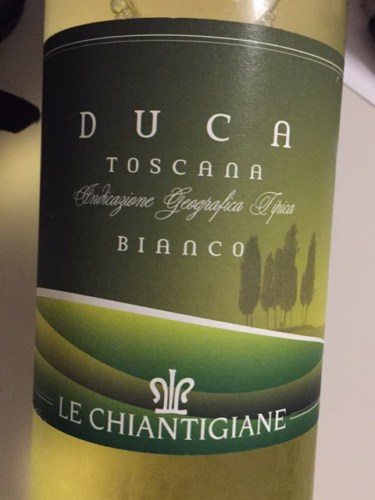 DUCA
TOSCANA
Indicazione Geografica Tipica
BIANCO
LE CHIANTIGIANE